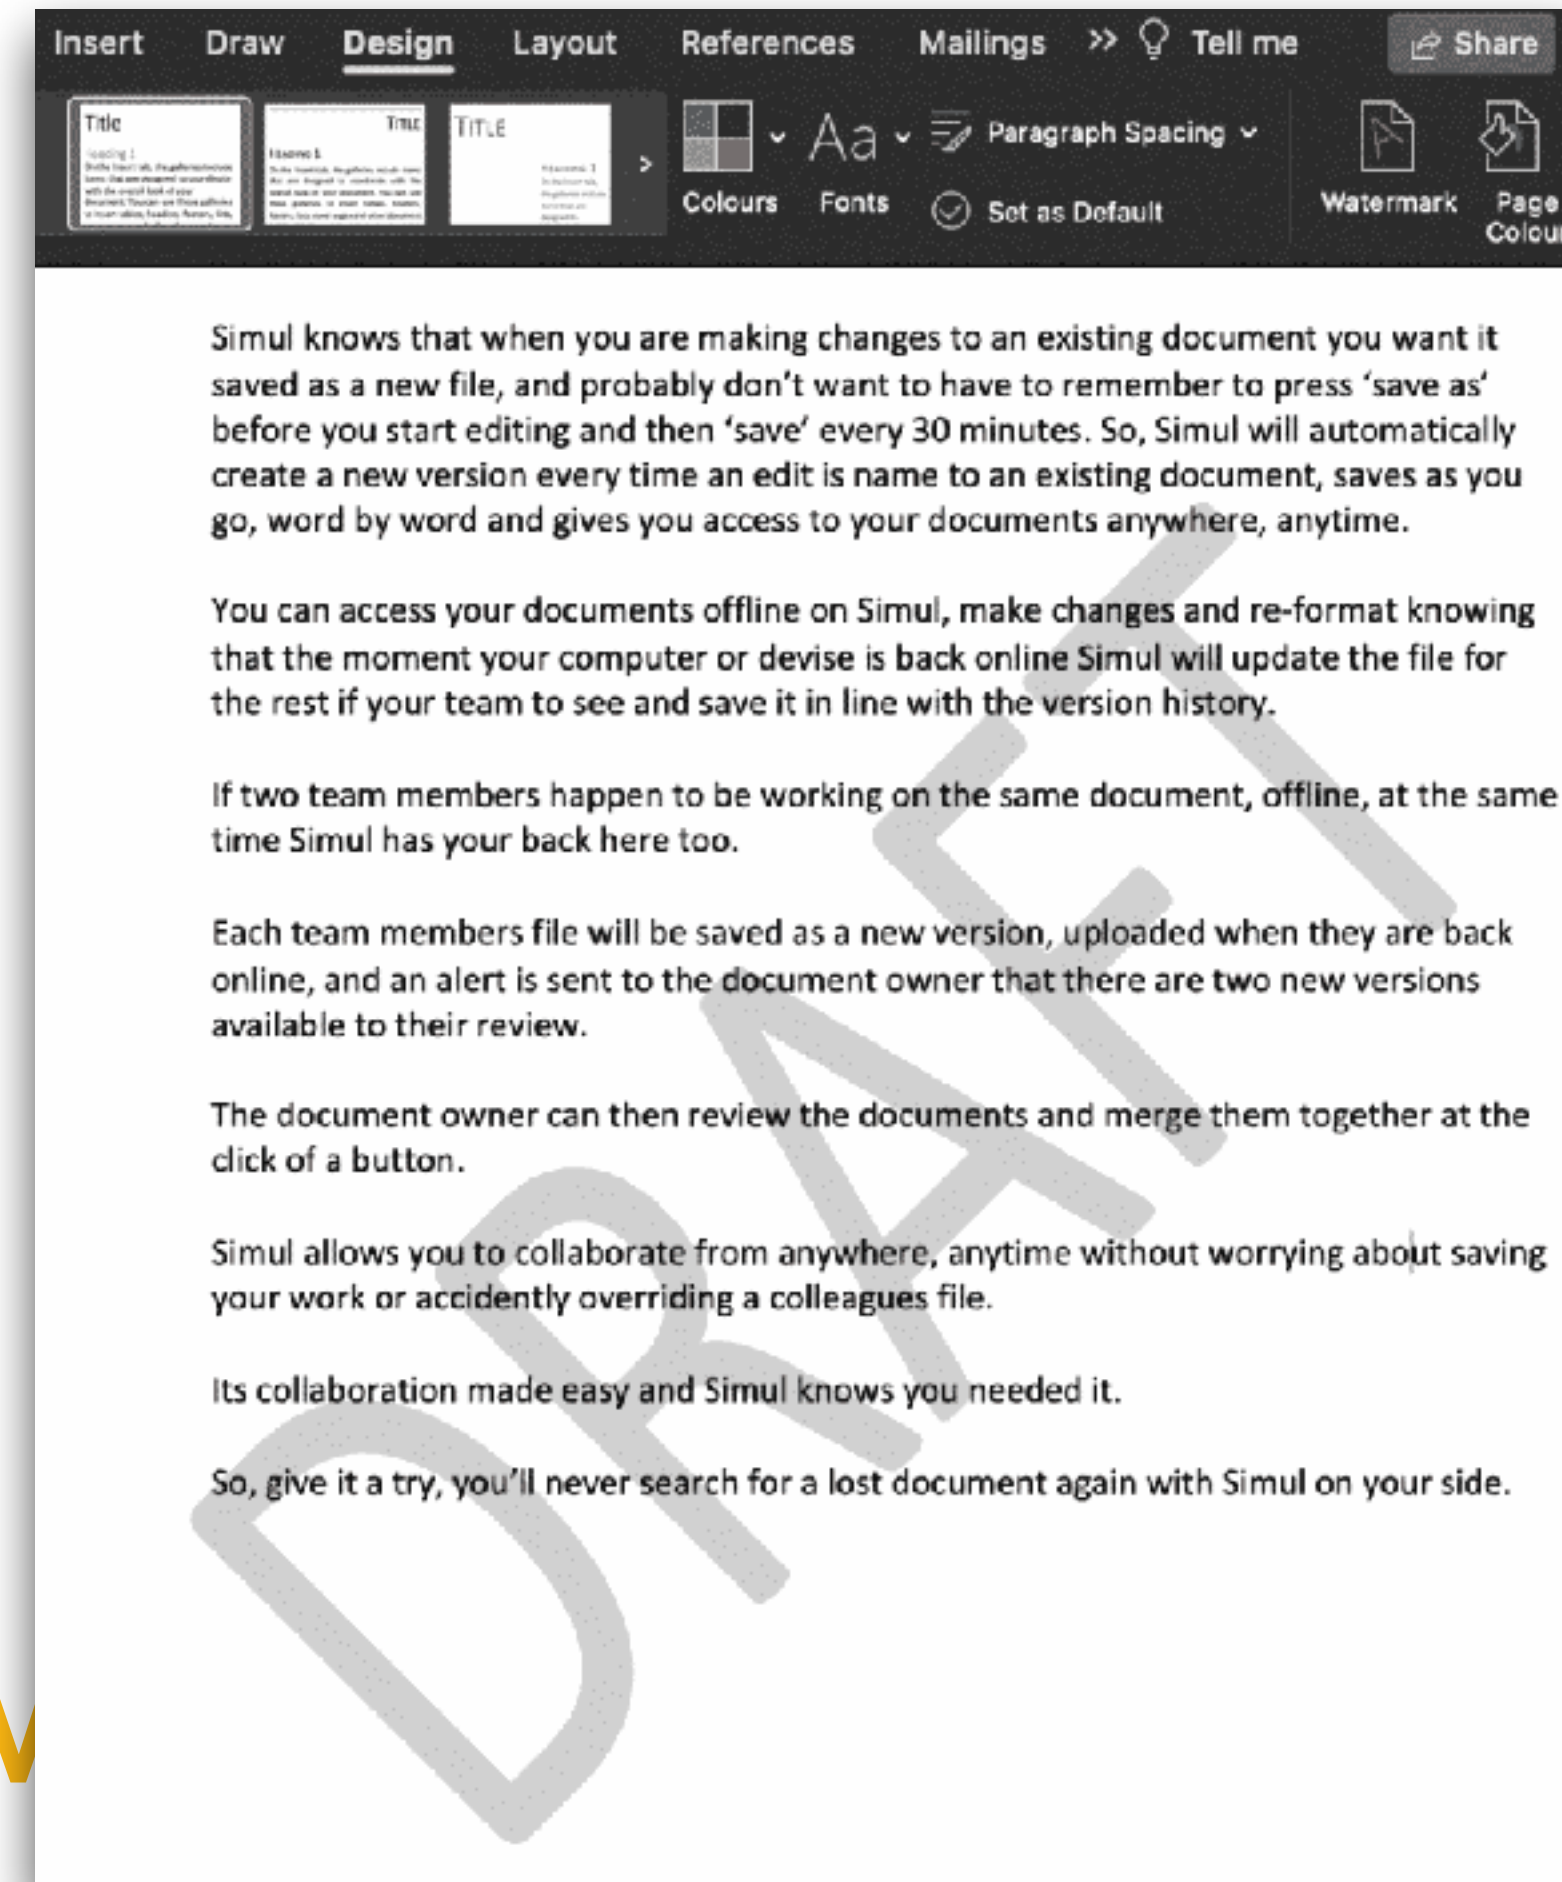 Insert Draw Design Layout References Mailings >> Tell me Share
Title
Heading 1
TITLE
Heading 1
TITLE
Colours
Aa
Fonts
Paragraph Spacing
Set as Default
Watermark
Page
Colour
Simul knows that when you are making changes to an existing document you want it
saved as a new file, and probably don't want to have to remember to press 'save as'
before you start editing and then 'save' every 30 minutes. So, Simul will automatically
create a new version every time an edit is name to an existing document, saves as you
go, word by word and gives you access to your documents anywhere, anytime.
You can access your documents offline on Simul, make changes and re-format knowing
that the moment your computer or devise is back online Simul will update the file for
the rest if your team to see and save it in line with the version history.
If two team members happen to be working on the same document, offline, at the same
time Simul has your back here too.
Each team members file will be saved as a new version, uploaded when they are back
online, and an alert is sent to the document owner that there are two new versions
available to their review.
The document owner can then review the documents and merge them together at the
click of a button.
Simul allows you to collaborate from anywhere, anytime without worrying about saving
your work or accidently overriding a colleagues file.
Its collaboration made easy and Simul knows you needed it.
So, give it a try, you'll never search for a lost document again with Simul on your side.
DRAFT